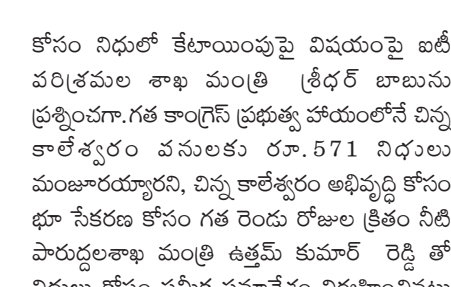 కోసం నిధులో కేటాయింపుపై విషయంపై ఐటీ
పరిశ్రమల శాఖ మంత్రి శ్రీధర్ బాబును
ప్రశ్నించగా.గత కాంగ్రెస్ ప్రభుత్వ హాయంలోనే చిన్న
కాలేశ్వరం వనులకు రూ.571 నిధులు
మంజూరయ్యారని, చిన్న కాలేశ్వరం అభివృద్ధి కోసం
భూ సేకరణ కోసం గత రెండు రోజుల క్రితం నీటి
పారుద్దలశాఖ మంత్రి ఉత్తమ్ కుమార్ రెడ్డి తో